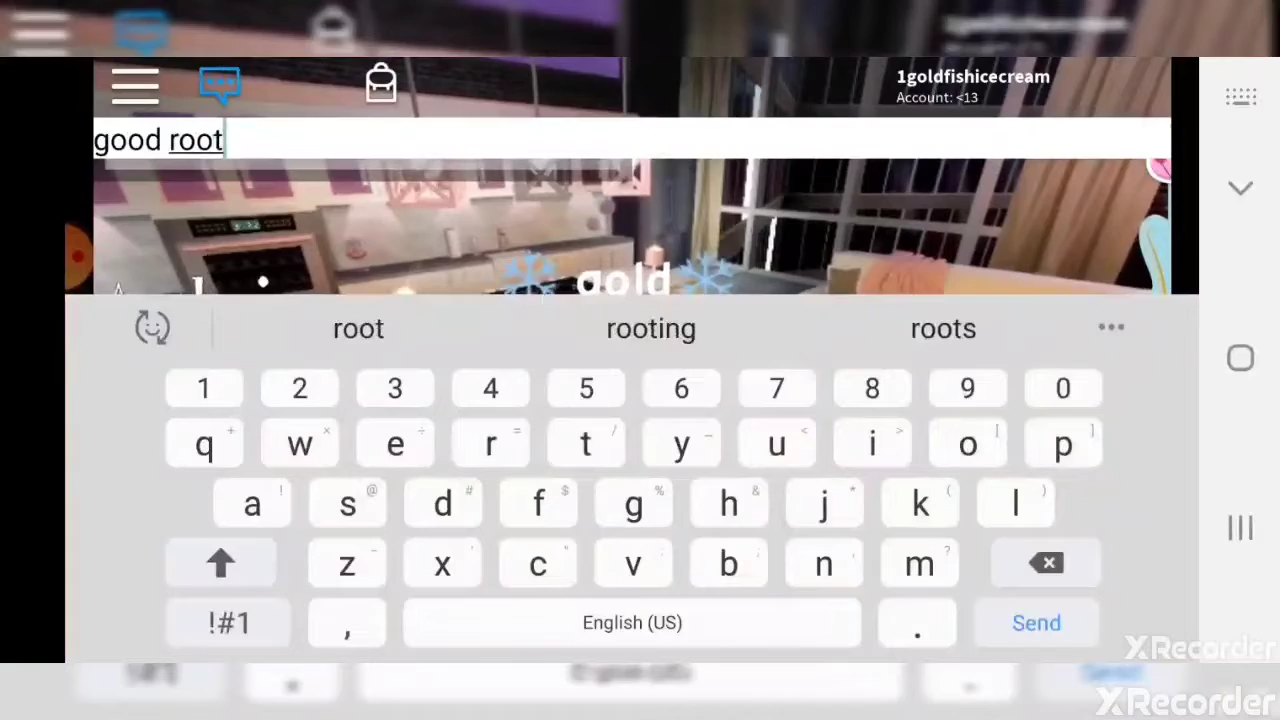 1goldfishicecream
Account: <13
good root
gold
root rooting roots
1 2 3 4 5 6 7 8 9 0
q + w × e ÷ r = t / y _ u < i > o [ p ]
a ! s @ d # f $ g % h & j * k ( l )
z - x ' c " v : b ; n , m ?
!#1 , English (US) . Send
XRecorder
Send
XRecorder